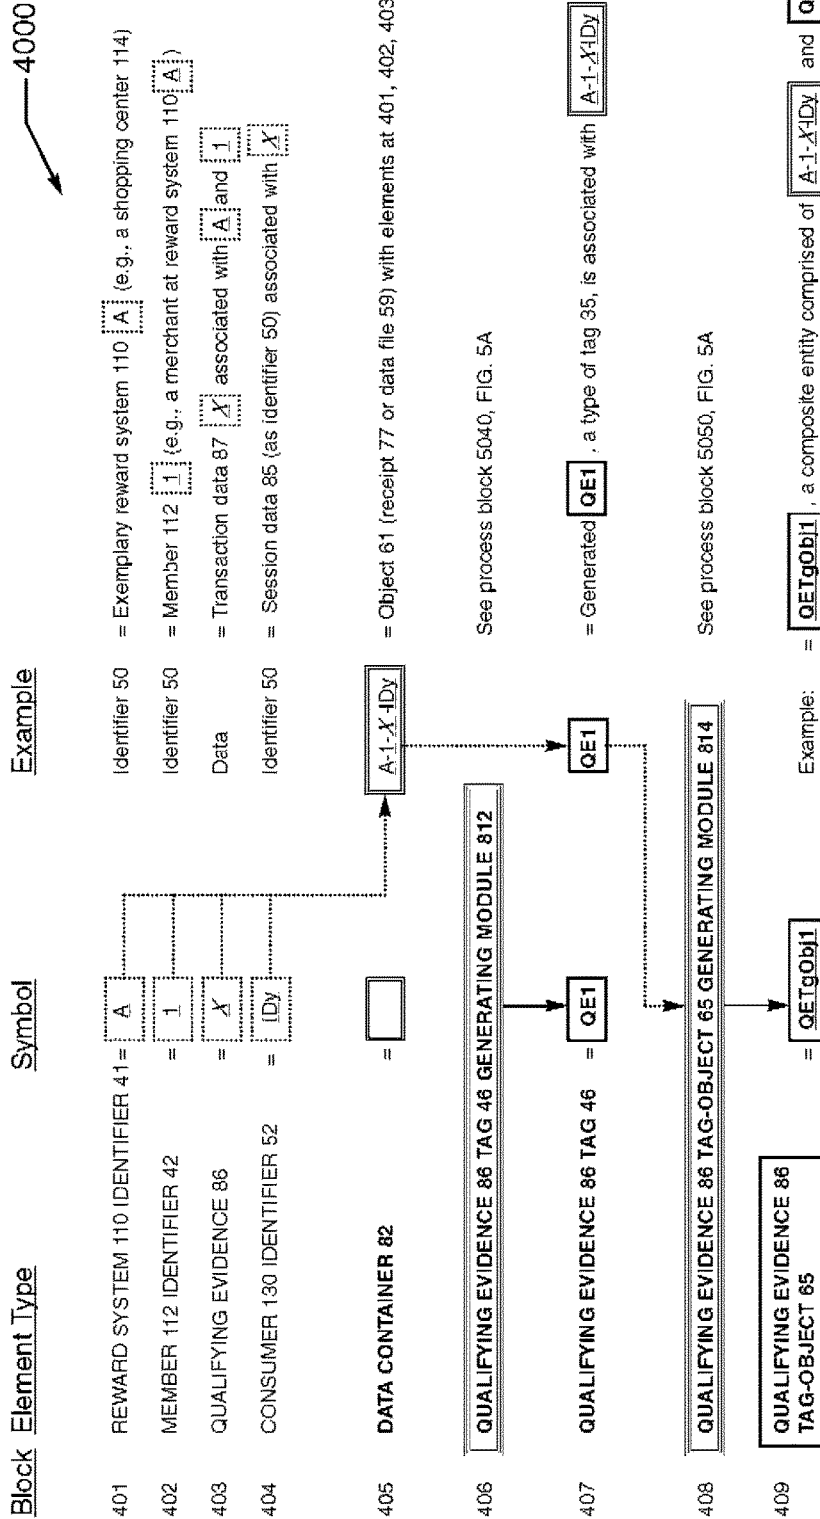 4000
Block Element Type Symbol Example
401 REWARD SYSTEM 110 IDENTIFIER 41 = A Identifier 50 = Exemplary reward system 110 A (e.g., a shopping center 114)
402 MEMBER 112 IDENTIFIER 42 = 1 Identifier 50 = Member 112 1 (e.g., a merchant at reward system 110 A )
403 QUALIFYING EVIDENCE 86 = X Data = Transaction data 87 X associated with A and 1
404 CONSUMER 130 IDENTIFIER 52 = IDy Identifier 50 = Session data 85 (as identifier 50) associated with X
405 DATA CONTAINER 82 = A-1-X-IDy = Object 61 (receipt 77 or data file 59) with elements at 401, 402, 403
406 QUALIFYING EVIDENCE 86 TAG 46 GENERATING MODULE 812 See process block 5040, FIG. 5A
407 QUALIFYING EVIDENCE 86 TAG 46 = QE1 QE1 = Generated QE1 , a type of tag 35, is associated with A-1-X-IDy
408 QUALIFYING EVIDENCE 86 TAG-OBJECT 65 GENERATING MODULE 814 See process block 5050, FIG. 5A
409 QUALIFYING EVIDENCE 86
TAG-OBJECT 65 = QETgObj1 Example: = QETgObj1 , a composite entity comprised of A-1-X-IDy and